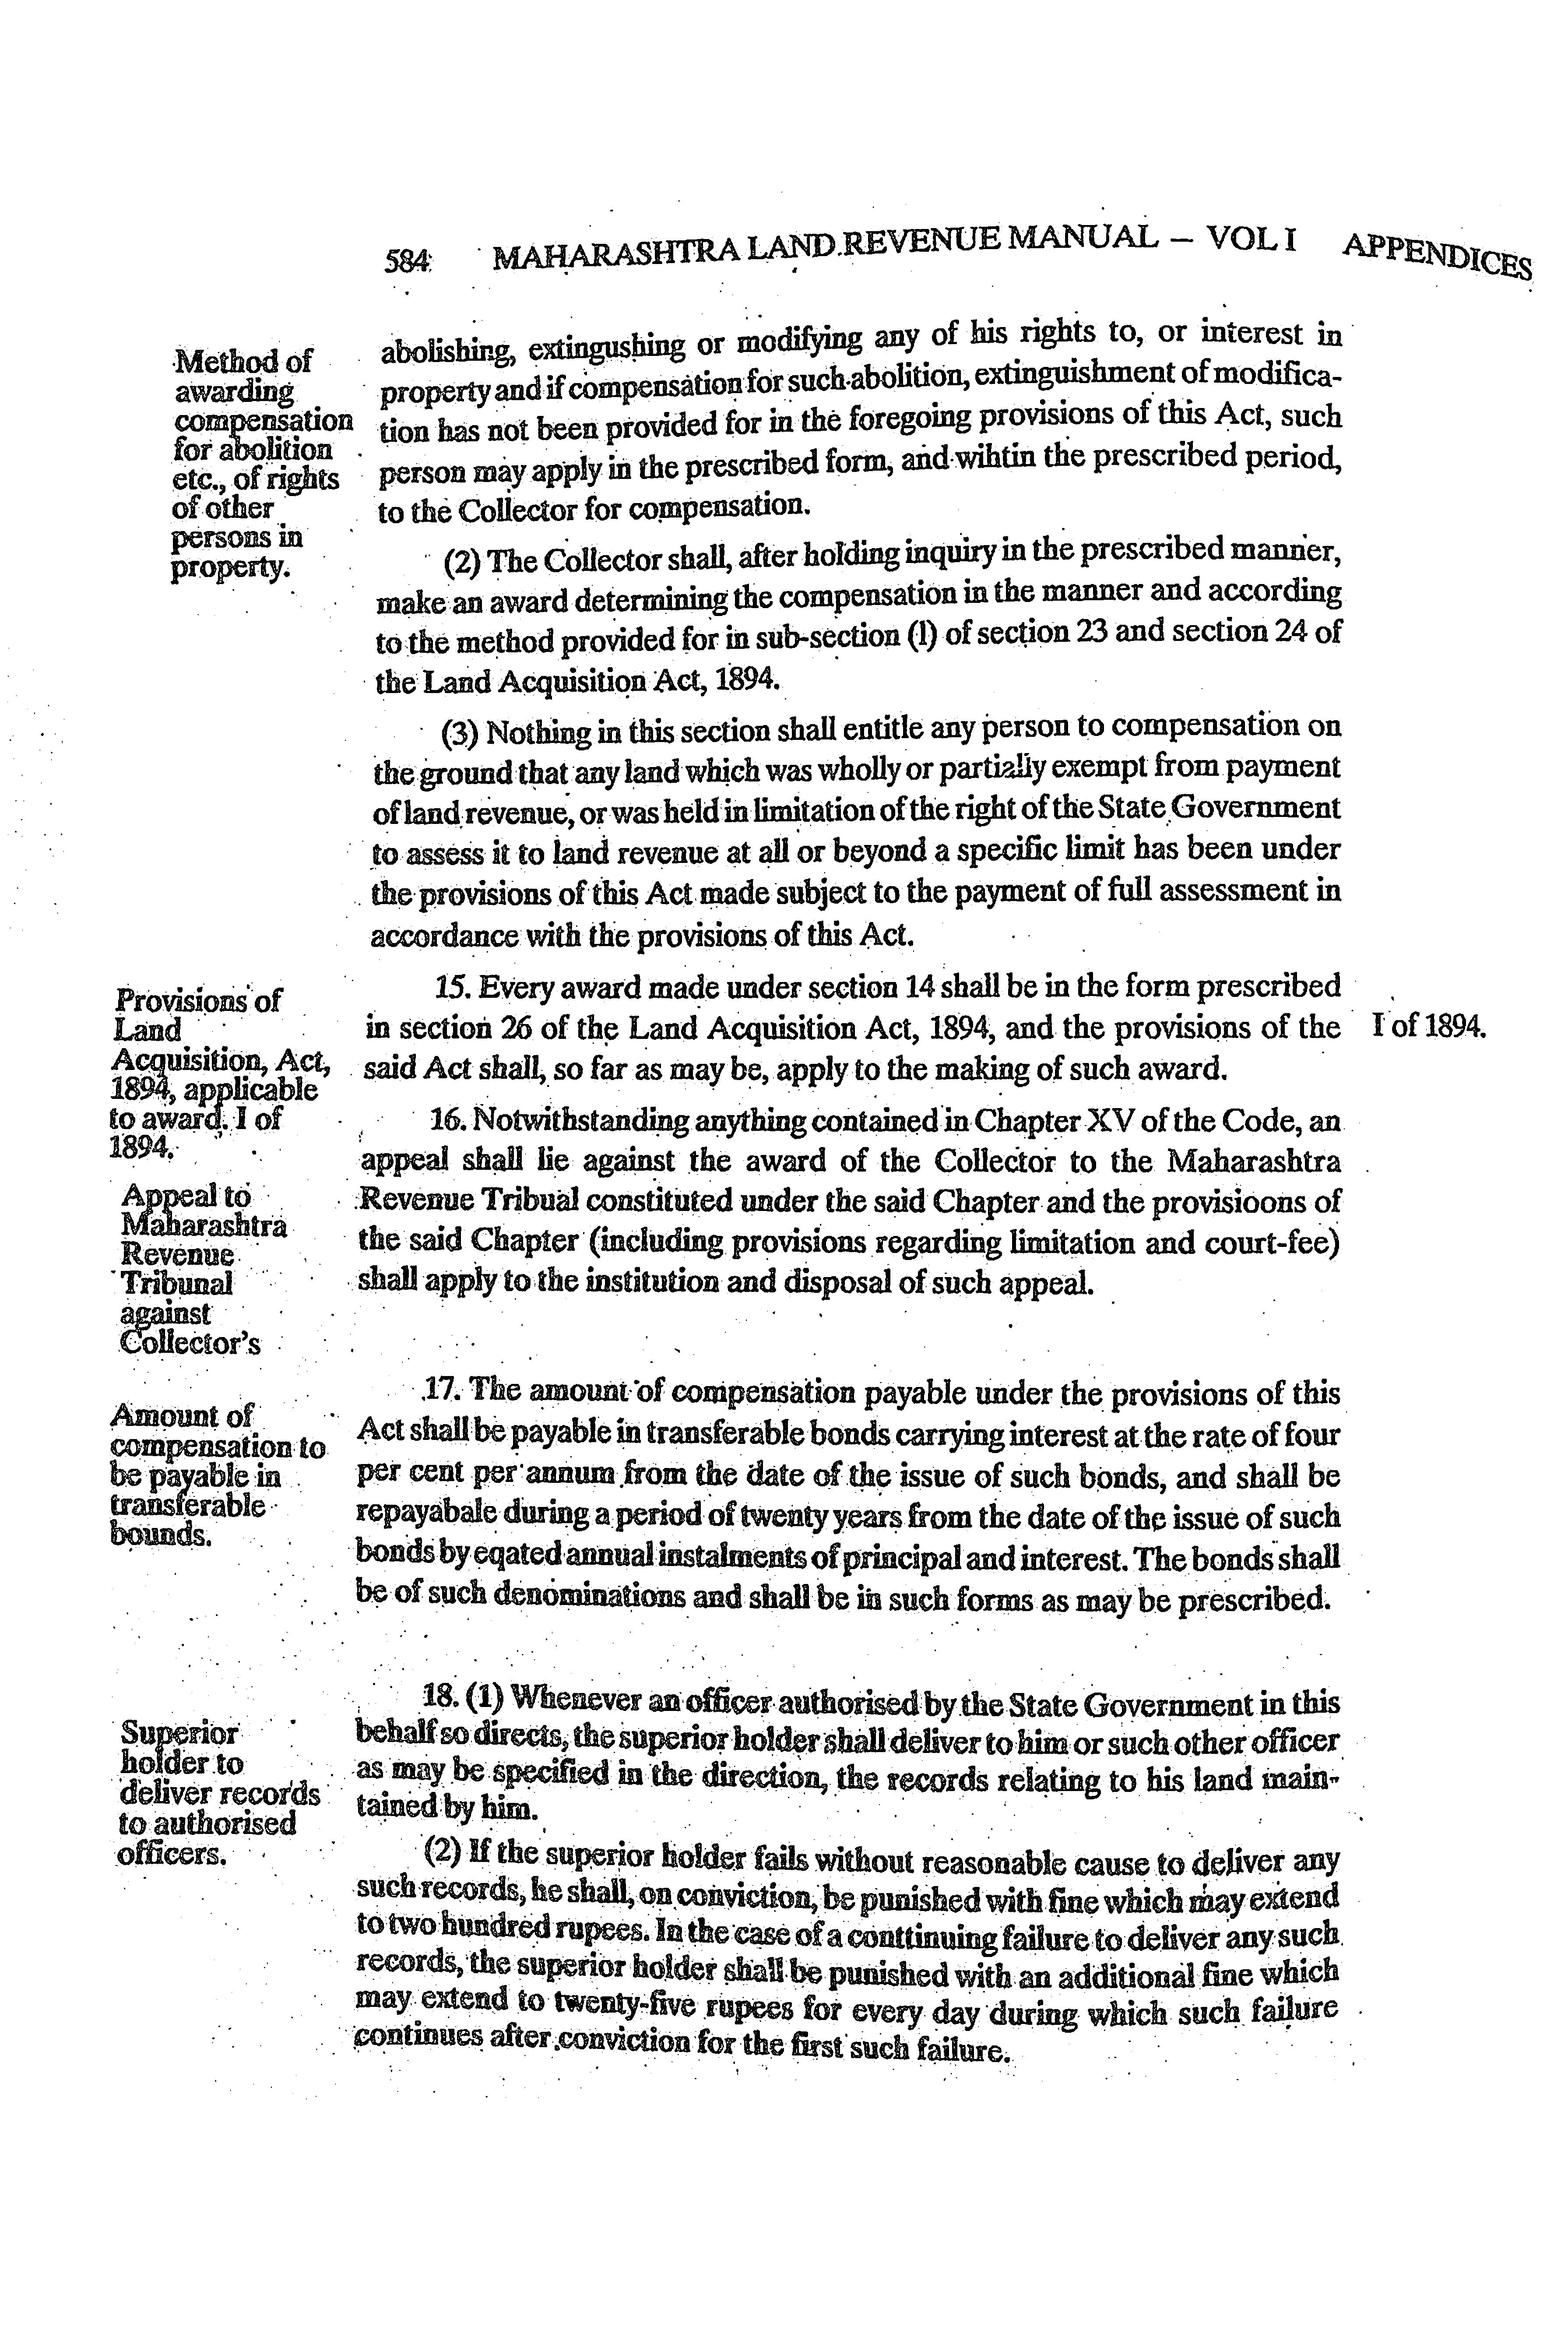 584 MAHARASHTRA LAND REVENUE MANUAL – VOL I APPENDICES
Method of
awarding
compensation
for abolition
etc., of rights
of other
persons in
property.
abolishing, extingushing or modifying any of his rights to, or interest in
property and if compensation for such abolition, extinguishment of modifica-
tion has not been provided for in the foregoing provisions of this Act, such
person may apply in the prescribed form, and wihtin the prescribed period,
to the Collector for compensation.
(2) The Collector shall, after holding inquiry in the prescribed manner,
make an award determining the compensation in the manner and according
to the method provided for in sub-section (l) of section 23 and section 24 of
the Land Acquisition Act, 1894.
(3) Nothing in this section shall entitle any person to compensation on
the ground that any land which was wholly or partially exempt from payment
of land revenue, or was held in limitation of the right of the State Government
to assess it to land revenue at all or beyond a specific limit has been under
the provisions of this Act made subject to the payment of full assessment in
accordance with the provisions of this Act.
Provisions of
Land
Acquisition, Act,
1894, applicable
to award. I of
1894.
15. Every award made under section 14 shall be in the form prescribed
in section 26 of the Land Acquisition Act, 1894, and the provisions of the
said Act shall, so far as may be, apply to the making of such award.
I of 1894.
Appeal to
Maharashtra
Revenue
Tribunal
against
Collector's
16. Notwithstanding anything contained in Chapter XV of the Code, an
appeal shall lie against the award of the Collector to the Maharashtra
Revenue Tribual constituted under the said Chapter and the provisioons of
the said Chapter (including provisions regarding limitation and court-fee)
shall apply to the institution and disposal of such appeal.
Amount of
compensation to
be payable in
transferable
bounds.
17. The amount of compensation payable under the provisions of this
Act shall be payable in transferable bonds carrying interest at the rate of four
per cent per annum from the date of the issue of such bonds, and shall be
repayabale during a period of twenty years from the date of the issue of such
bonds by eqated annual instalments of principal and interest. The bonds shall
be of such denominations and shall be in such forms as may be prescribed.
Superior
holder to
deliver records
to authorised
officers.
18. (1) Whenever an officer authorised by the State Government in this
behalf so directs, the superior holder shall deliver to him or such other officer
as may be specified in the direction, the records relating to his land main-
tained by him.
(2) If the superior holder fails without reasonable cause to deliver any
such records, he shall, on conviction, be punished with fine which may extend
to two hundred rupees. In the case of a conttinuing failure to deliver any such
records, the superior holder shall be punished with an additional fine which
may extend to twenty-five rupees for every day during which such failure
continues after conviction for the first such failure.